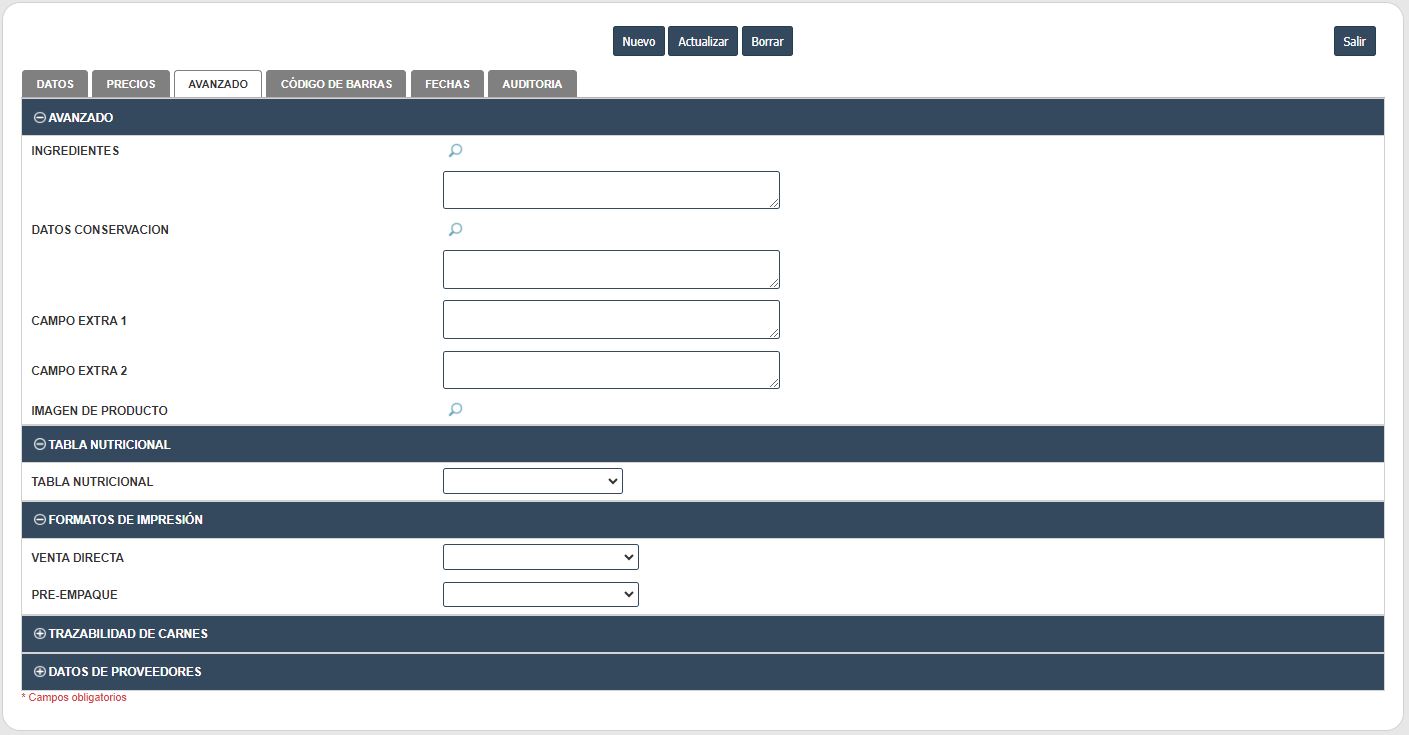 Nuevo Actualizar Borrar Salir
DATOS PRECIOS AVANZADO CÓDIGO DE BARRAS FECHAS AUDITORIA
AVANZADO
INGREDIENTES
DATOS CONSERVACION
CAMPO EXTRA 1
CAMPO EXTRA 2
IMAGEN DE PRODUCTO
TABLA NUTRICIONAL
TABLA NUTRICIONAL
FORMATOS DE IMPRESIÓN
VENTA DIRECTA
PRE-EMPAQUE
TRAZABILIDAD DE CARNES
DATOS DE PROVEEDORES
* Campos obligatorios